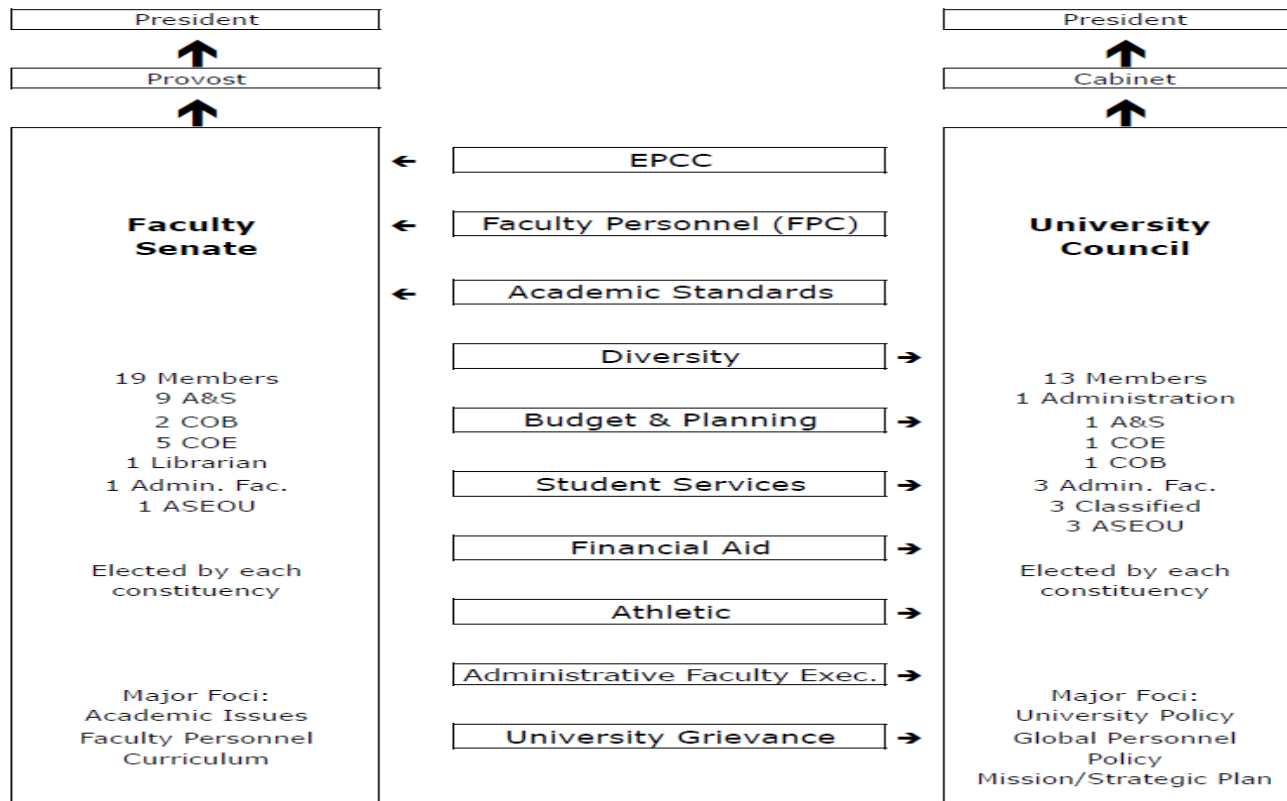 President
Provost
Faculty
Senate
19 Members
9 A&S
2 COB
5 COE
1 Librarian
1 Admin. Fac.
1 ASEOU
Elected by each
constituency
Major Foci:
Academic Issues
Faculty Personnel
Curriculum
EPCC
Faculty Personnel (FPC)
Academic Standards
Diversity
Budget & Planning
Student Services
Financial Aid
Athletic
Administrative Faculty Exec.
University Grievance
President
Cabinet
University
Council
13 Members
1 Administration
1 A&S
1 COE
1 COB
3 Admin. Fac.
3 Classified
3 ASEOU
Elected by each
constituency
Major Foci:
University Policy
Global Personnel
Policy
Mission/Strategic Plan